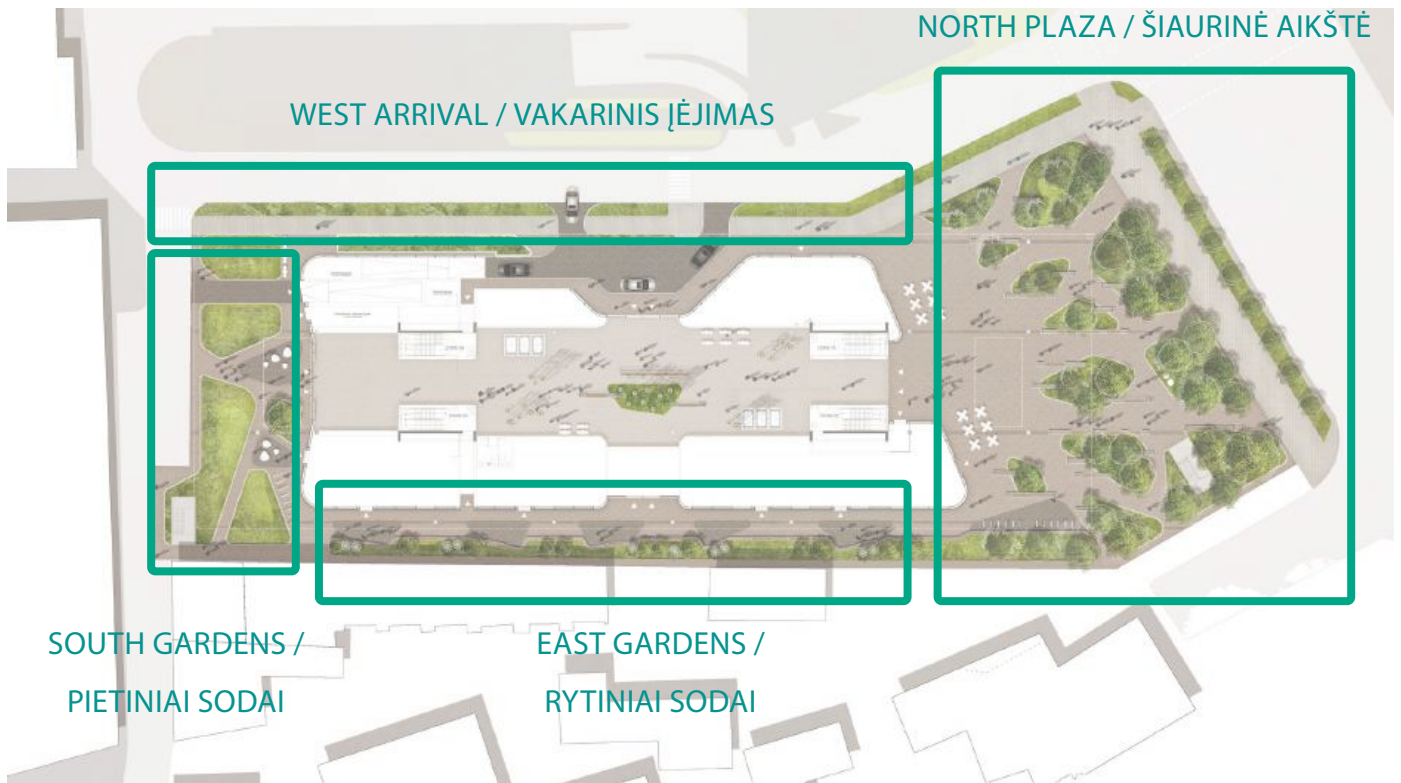 NORTH PLAZA / ŠIAURINĖ AIKŠTĖ
WEST ARRIVAL / VAKARINIS ĮĖJIMAS
SOUTH GARDENS /
PIETINIAI SODAI
EAST GARDENS /
RYTINIAI SODAI